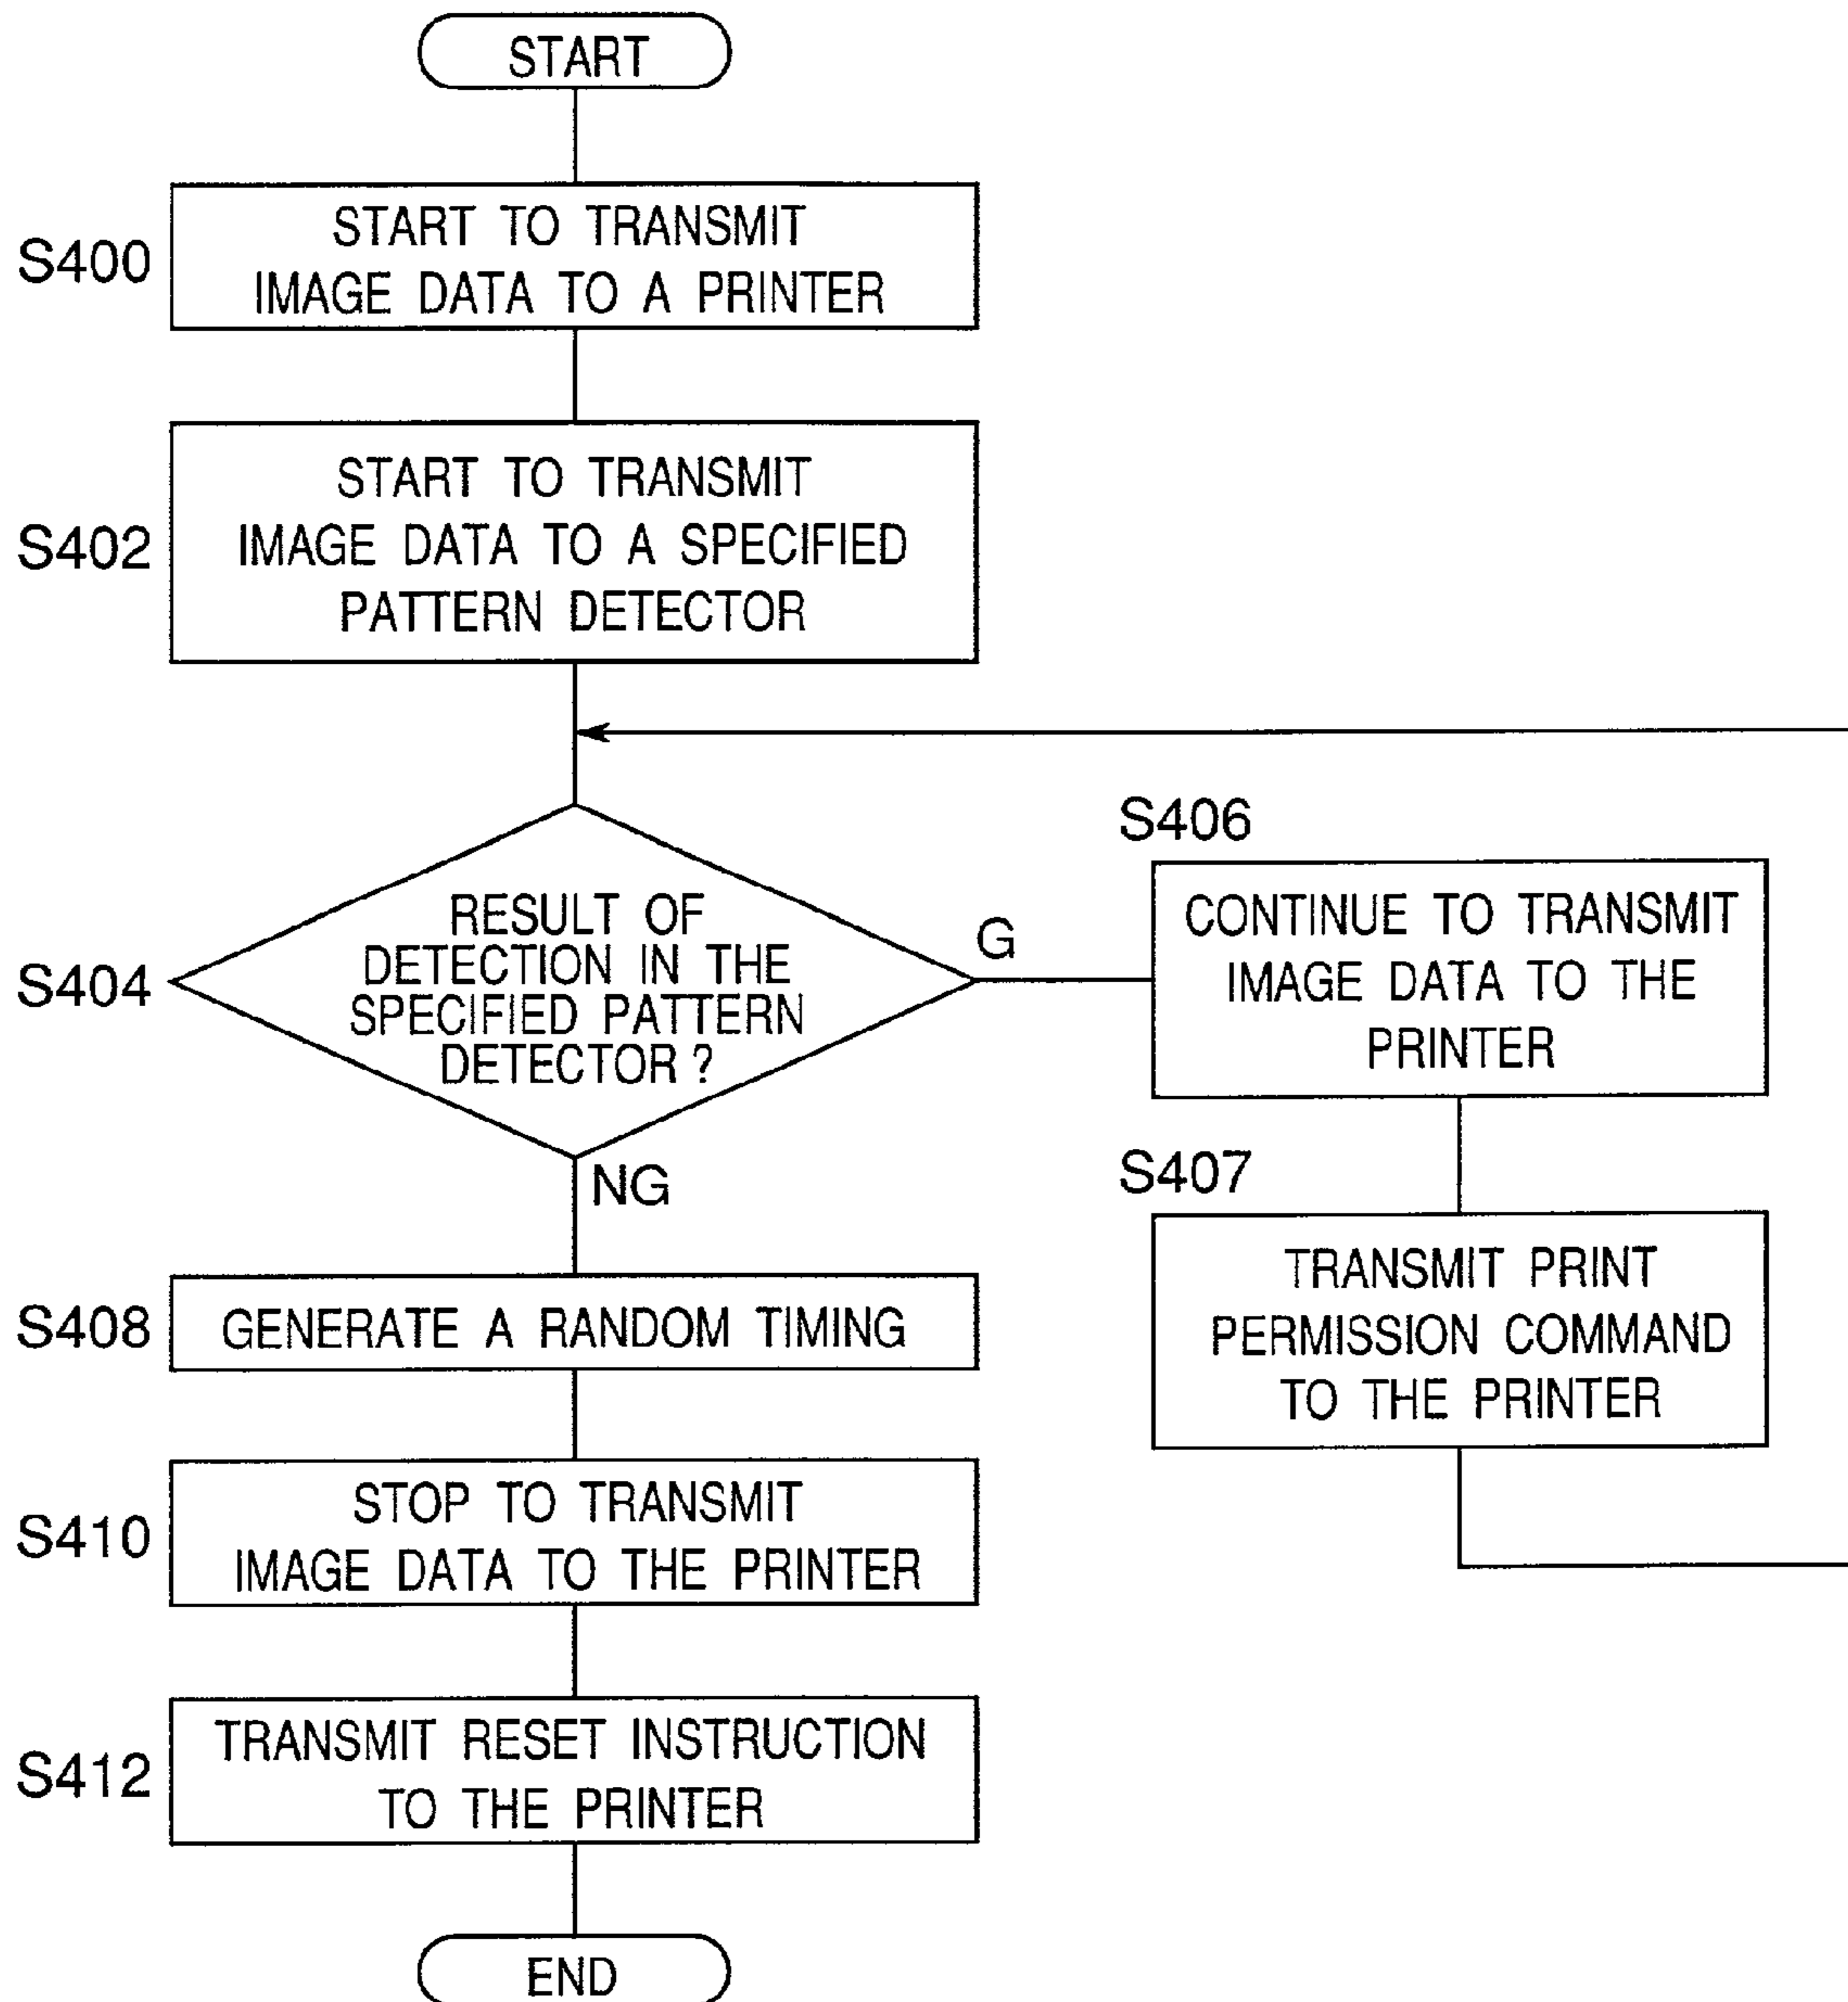 START
S400
START TO TRANSMIT
IMAGE DATA TO A PRINTER
S402
START TO TRANSMIT
IMAGE DATA TO A SPECIFIED
PATTERN DETECTOR
S404
RESULT OF
DETECTION IN THE
SPECIFIED PATTERN
DETECTOR ?
G
NG
S406
CONTINUE TO TRANSMIT
IMAGE DATA TO THE
PRINTER
S407
TRANSMIT PRINT
PERMISSION COMMAND
TO THE PRINTER
S408
GENERATE A RANDOM TIMING
S410
STOP TO TRANSMIT
IMAGE DATA TO THE PRINTER
S412
TRANSMIT RESET INSTRUCTION
TO THE PRINTER
END